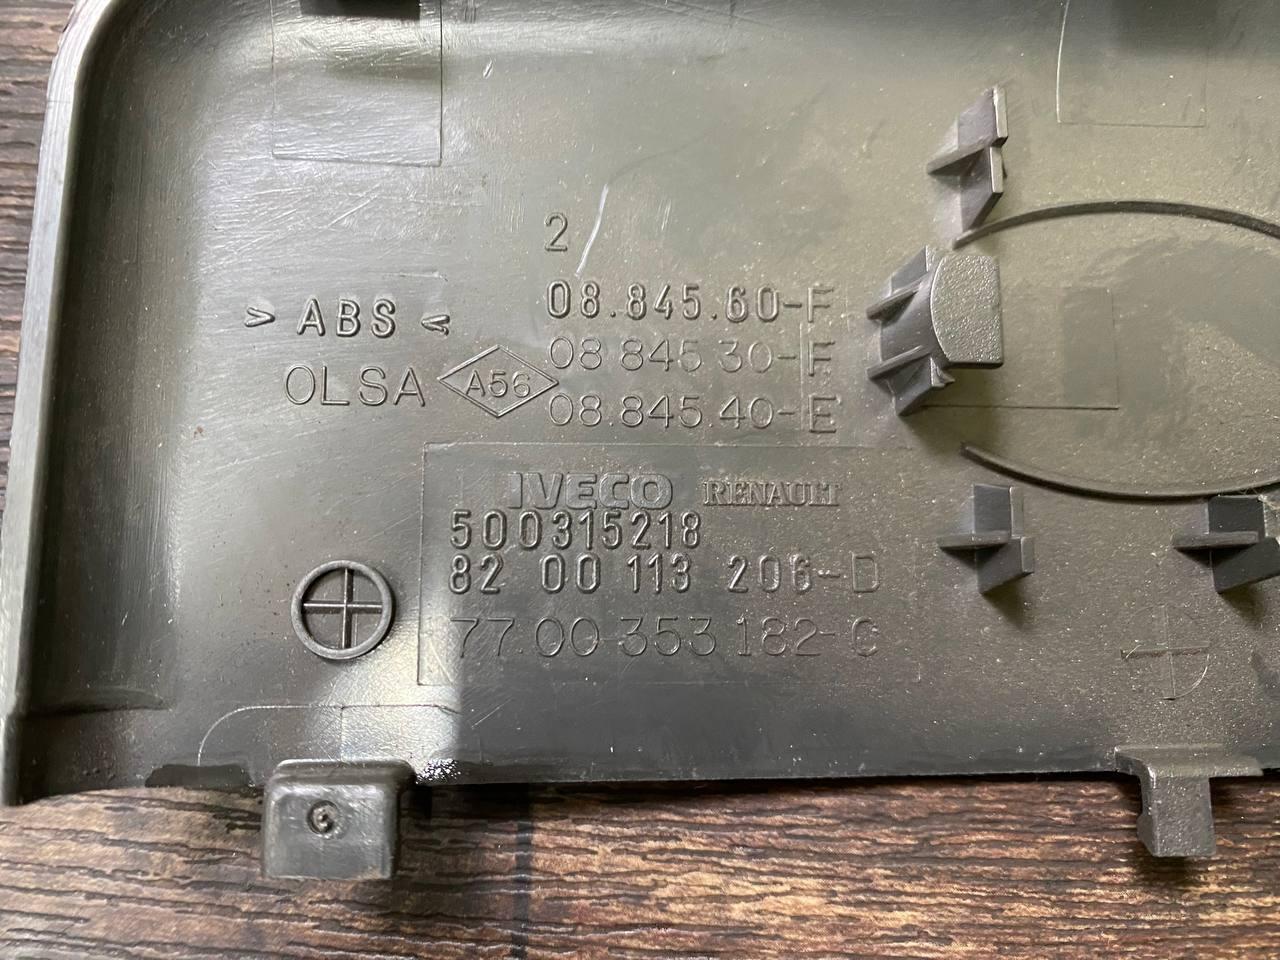 2
08.845.60-F
> ABS <
08 845 30-F
OLSA A56
08.845.40-E
IVECO RENAULT
500315218
82 00 113 206-D
77.00 353 182-C